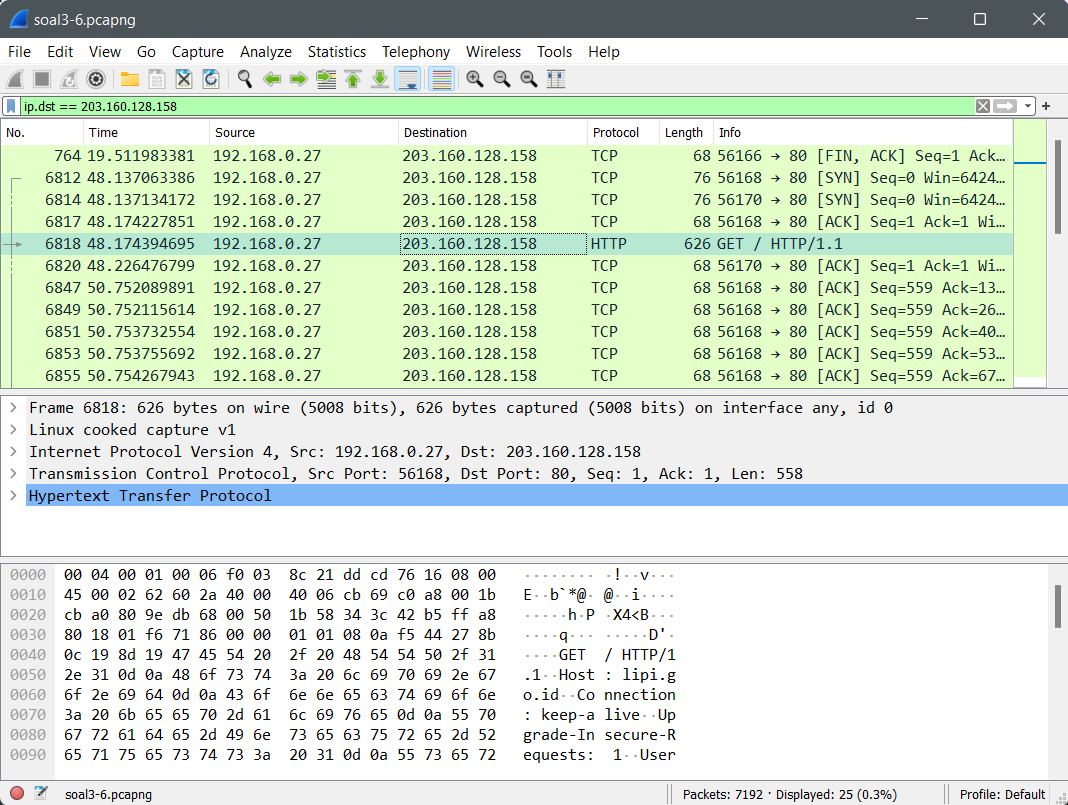 soal3-6.pcapng
File Edit View Go Capture Analyze Statistics Telephony Wireless Tools Help
ip.dst == 203.160.128.158
No. Time Source Destination Protocol Length Info
764 19.511983381 192.168.0.27 203.160.128.158 TCP 68 56166 → 80 [FIN, ACK] Seq=1 Ack…
6812 48.137063386 192.168.0.27 203.160.128.158 TCP 76 56168 → 80 [SYN] Seq=0 Win=6424…
6814 48.137134172 192.168.0.27 203.160.128.158 TCP 76 56170 → 80 [SYN] Seq=0 Win=6424…
6817 48.174227851 192.168.0.27 203.160.128.158 TCP 68 56168 → 80 [ACK] Seq=1 Ack=1 Wi…
6818 48.174394695 192.168.0.27 203.160.128.158 HTTP 626 GET / HTTP/1.1
6820 48.226476799 192.168.0.27 203.160.128.158 TCP 68 56170 → 80 [ACK] Seq=1 Ack=1 Wi…
6847 50.752089891 192.168.0.27 203.160.128.158 TCP 68 56168 → 80 [ACK] Seq=559 Ack=13…
6849 50.752115614 192.168.0.27 203.160.128.158 TCP 68 56168 → 80 [ACK] Seq=559 Ack=26…
6851 50.753732554 192.168.0.27 203.160.128.158 TCP 68 56168 → 80 [ACK] Seq=559 Ack=40…
6853 50.753755692 192.168.0.27 203.160.128.158 TCP 68 56168 → 80 [ACK] Seq=559 Ack=53…
6855 50.754267943 192.168.0.27 203.160.128.158 TCP 68 56168 → 80 [ACK] Seq=559 Ack=67…
Frame 6818: 626 bytes on wire (5008 bits), 626 bytes captured (5008 bits) on interface any, id 0
Linux cooked capture v1
Internet Protocol Version 4, Src: 192.168.0.27, Dst: 203.160.128.158
Transmission Control Protocol, Src Port: 56168, Dst Port: 80, Seq: 1, Ack: 1, Len: 558
Hypertext Transfer Protocol
0000 00 04 00 01 00 06 f0 03 8c 21 dd cd 76 16 08 00 ········ ·!··v···
0010 45 00 02 62 60 2a 40 00 40 06 cb 69 c0 a8 00 1b E··b`*@· @··i····
0020 cb a0 80 9e db 68 00 50 1b 58 34 3c 42 b5 ff a8 ·····h·P ·X4<B···
0030 80 18 01 f6 71 86 00 00 01 01 08 0a f5 44 27 8b ····q··· ·····D'·
0040 0c 19 8d 19 47 45 54 20 2f 20 48 54 54 50 2f 31 ····GET / HTTP/1
0050 2e 31 0d 0a 48 6f 73 74 3a 20 6c 69 70 69 2e 67 .1··Host : lipi.g
0060 6f 2e 69 64 0d 0a 43 6f 6e 6e 65 63 74 69 6f 6e o.id··Co nnection
0070 3a 20 6b 65 65 70 2d 61 6c 69 76 65 0d 0a 55 70 : keep-a live··Up
0080 67 72 61 64 65 2d 49 6e 73 65 63 75 72 65 2d 52 grade-In secure-R
0090 65 71 75 65 73 74 73 3a 20 31 0d 0a 55 73 65 72 equests: 1··User
soal3-6.pcapng Packets: 7192 · Displayed: 25 (0.3%) Profile: Default